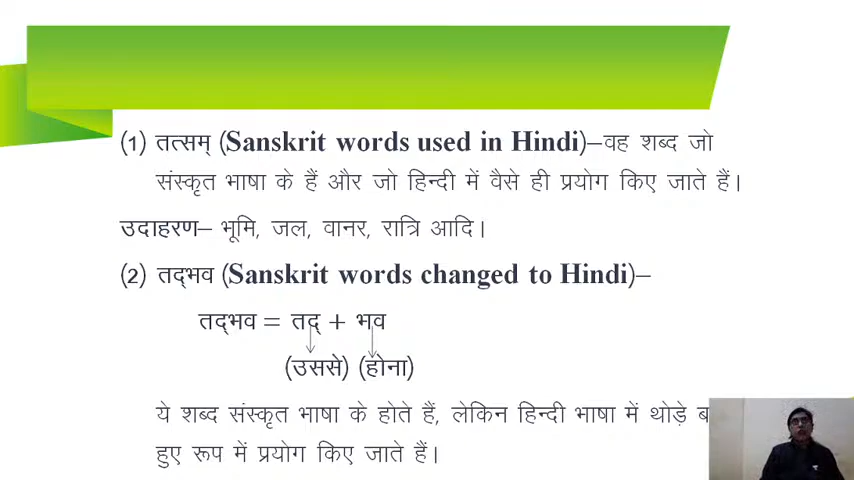 (1) तत्सम् (Sanskrit words used in Hindi)–वह शब्द जो
संस्कृत भाषा के हैं और जो हिन्दी में वैसे ही प्रयोग किए जाते हैं।
उदाहरण– भूमि, जल, वानर, रात्रि आदि।
(2) तद्‌भव (Sanskrit words changed to Hindi)–
तद्‌भव = तद् + भव
(उससे) (होना)
ये शब्द संस्कृत भाषा के होते हैं, लेकिन हिन्दी भाषा में थोड़े
हुए रूप में प्रयोग किए जाते हैं।